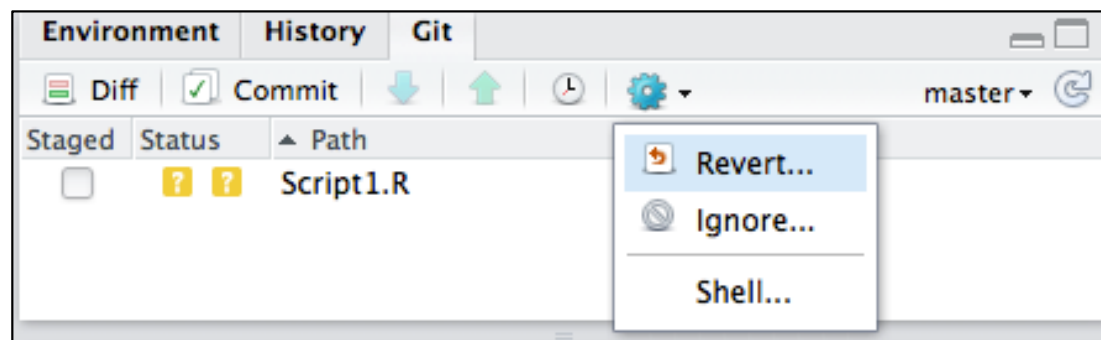 Environment History Git
Diff Commit master
Staged Status Path
? ? Script1.R
Revert...
Ignore...
Shell...